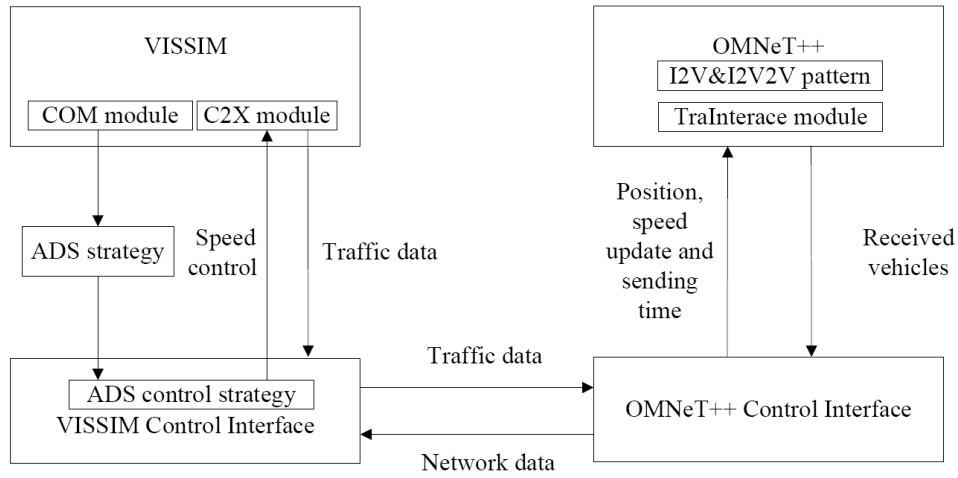 VISSIM
COM module
C2X module
OMNeT++
I2V&I2V2V pattern
TraInterace module
ADS strategy
Speed
control
Traffic data
Position,
speed
update and
sending
time
Received
vehicles
ADS control strategy
VISSIM Control Interface
Traffic data
Network data
OMNeT++ Control Interface